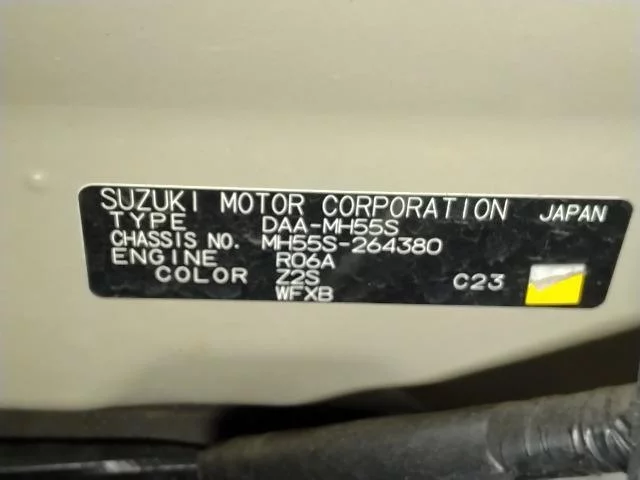 SUZUKI MOTOR CORPORATION JAPAN
TYPE DAA-MH55S
CHASSIS NO. MH55S-264380
ENGINE R06A
COLOR Z2S C23
WFXB